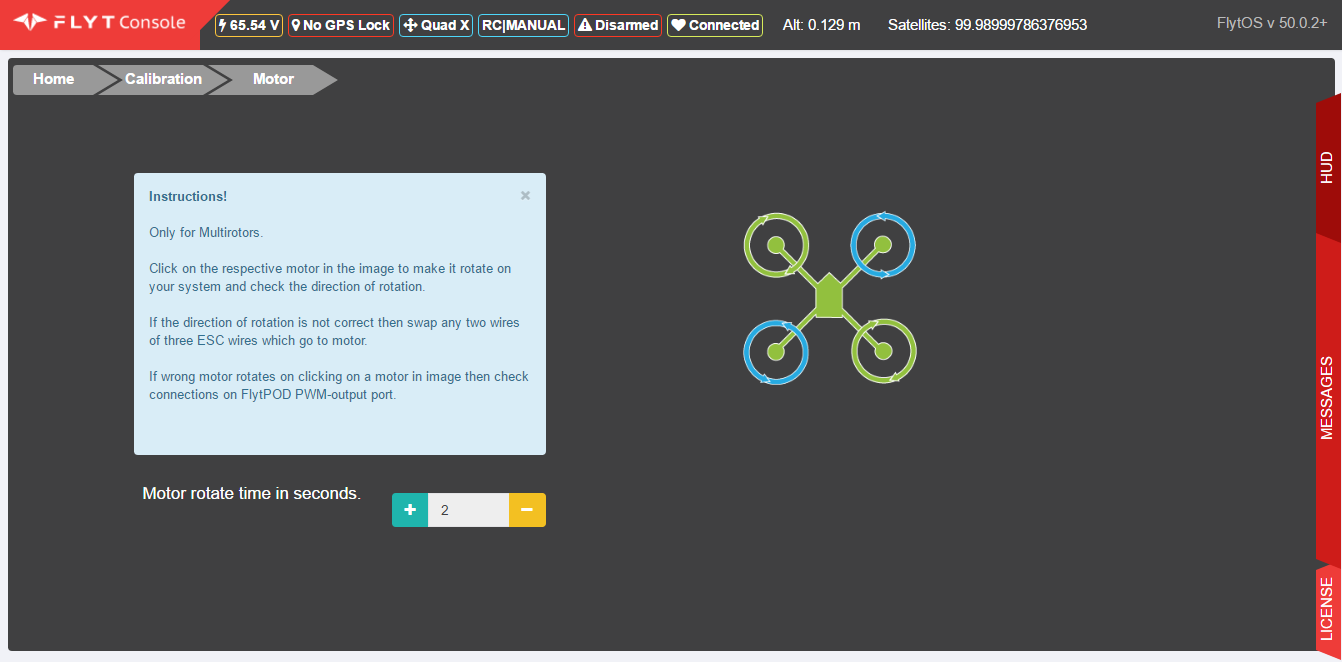 FLYT Console
65.54 V No GPS Lock Quad X RC|MANUAL Disarmed Connected Alt: 0.129 m Satellites: 99.98999786376953 FlytOS v 50.0.2+
Home Calibration Motor
Instructions! ×
Only for Multirotors.
Click on the respective motor in the image to make it rotate on
your system and check the direction of rotation.
If the direction of rotation is not correct then swap any two wires
of three ESC wires which go to motor.
If wrong motor rotates on clicking on a motor in image then check
connections on FlytPOD PWM-output port.
Motor rotate time in seconds.
+ 2 −
HUD
MESSAGES
LICENSE